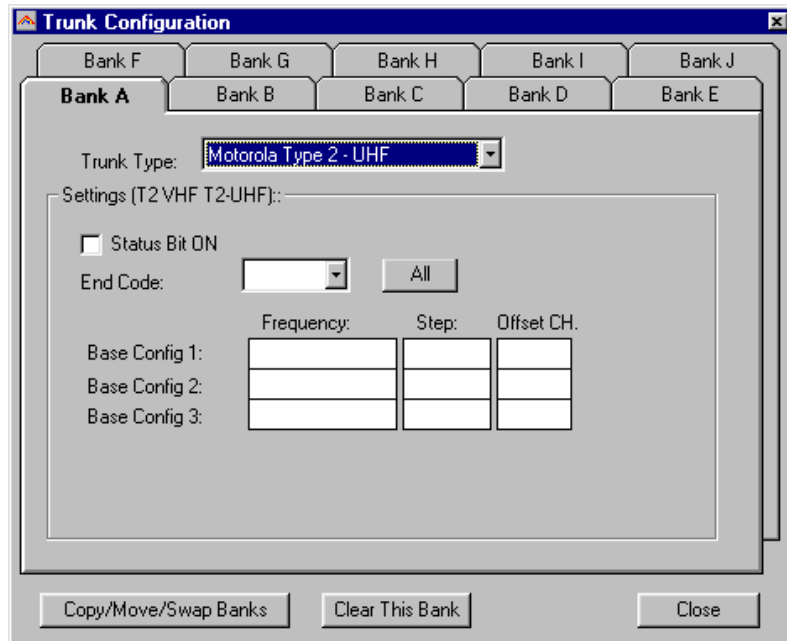 Trunk Configuration
Bank F Bank G Bank H Bank I Bank J
Bank A Bank B Bank C Bank D Bank E
Trunk Type: Motorola Type 2 - UHF
Settings (T2 VHF T2-UHF)::
Status Bit ON
End Code: All
Frequency: Step: Offset CH.
Base Config 1:
Base Config 2:
Base Config 3:
Copy/Move/Swap Banks Clear This Bank Close